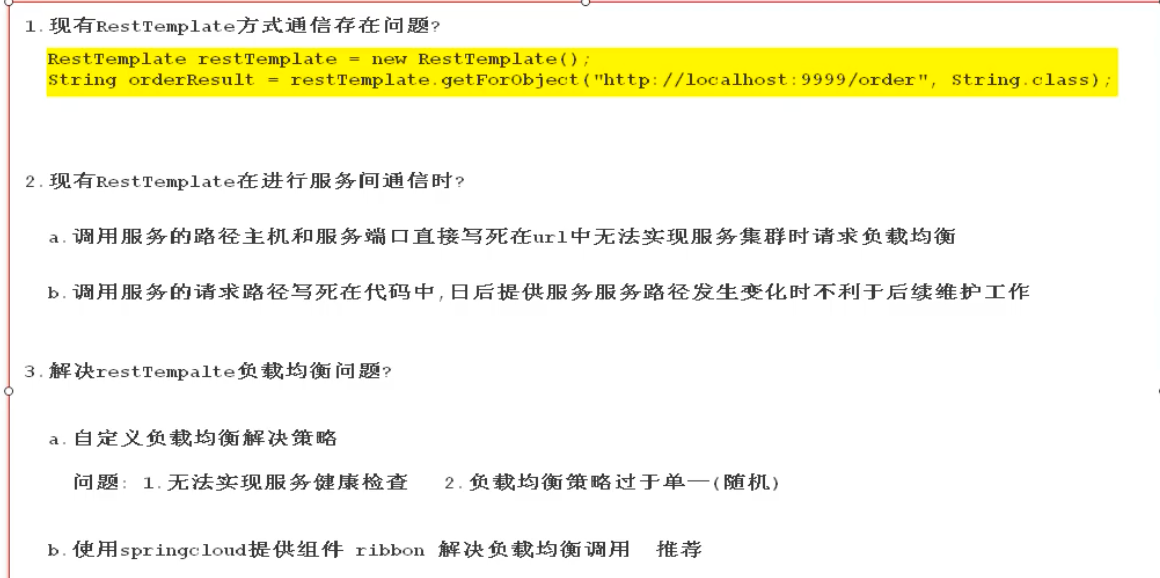 1.现有RestTemplate方式通信存在问题?
RestTemplate restTemplate = new RestTemplate();
String orderResult = restTemplate.getForObject("http://localhost:9999/order", String.class);
2.现有RestTemplate在进行服务间通信时?
a.调用服务的路径主机和服务端口直接写死在url中无法实现服务集群时请求负载均衡
b.调用服务的请求路径写死在代码中,日后提供服务服务路径发生变化时不利于后续维护工作
3.解决restTempalte负载均衡问题?
a.自定义负载均衡解决策略
问题: 1.无法实现服务健康检查 2.负载均衡策略过于单一(随机)
b.使用springcloud提供组件 ribbon 解决负载均衡调用 推荐